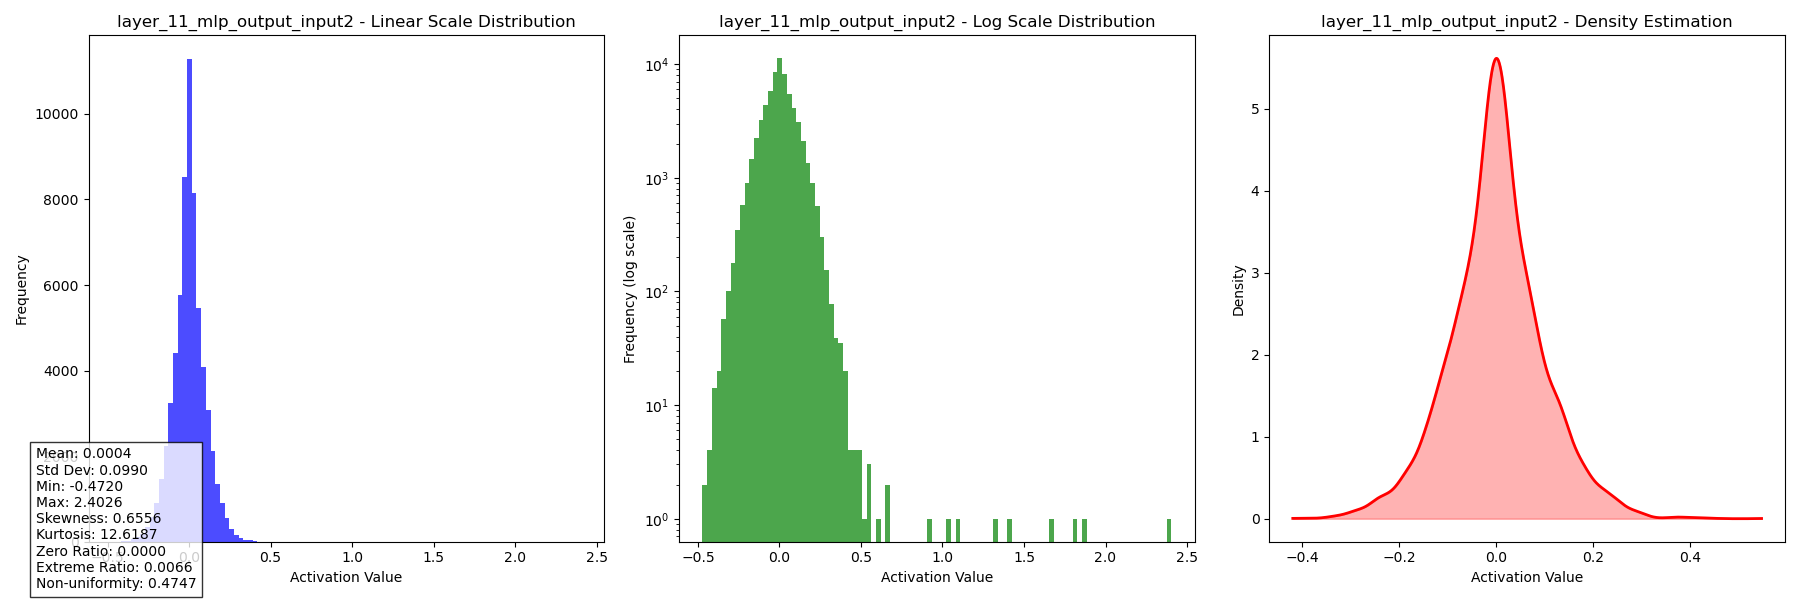 layer_11_mlp_output_input2 - Linear Scale Distribution
10000
8000
6000
4000
2000
0
Frequency
0.0
0.5
1.0
1.5
2.0
2.5
Activation Value
Mean: 0.0004
Std Dev: 0.0990
Min: -0.4720
Max: 2.4026
Skewness: 0.6556
Kurtosis: 12.6187
Zero Ratio: 0.0000
Extreme Ratio: 0.0066
Non-uniformity: 0.4747
layer_11_mlp_output_input2 - Log Scale Distribution
10⁴
10³
10²
10¹
10⁰
Frequency (log scale)
−0.5
0.0
0.5
1.0
1.5
2.0
2.5
Activation Value
layer_11_mlp_output_input2 - Density Estimation
5
4
3
2
1
0
Density
−0.4
−0.2
0.0
0.2
0.4
Activation Value